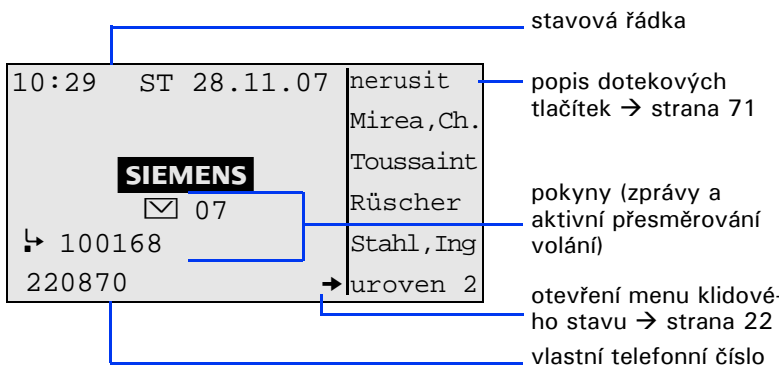 stavová řádka
10:29 ST 28.11.07
nerusit
Mirea,Ch.
Toussaint
SIEMENS
07
Rüscher
100168
Stahl,Ing
220870
uroven 2
popis dotekových
tlačítek → strana 71
pokyny (zprávy a
aktivní přesměrování
volání)
otevření menu klidové-
ho stavu → strana 22
vlastní telefonní číslo